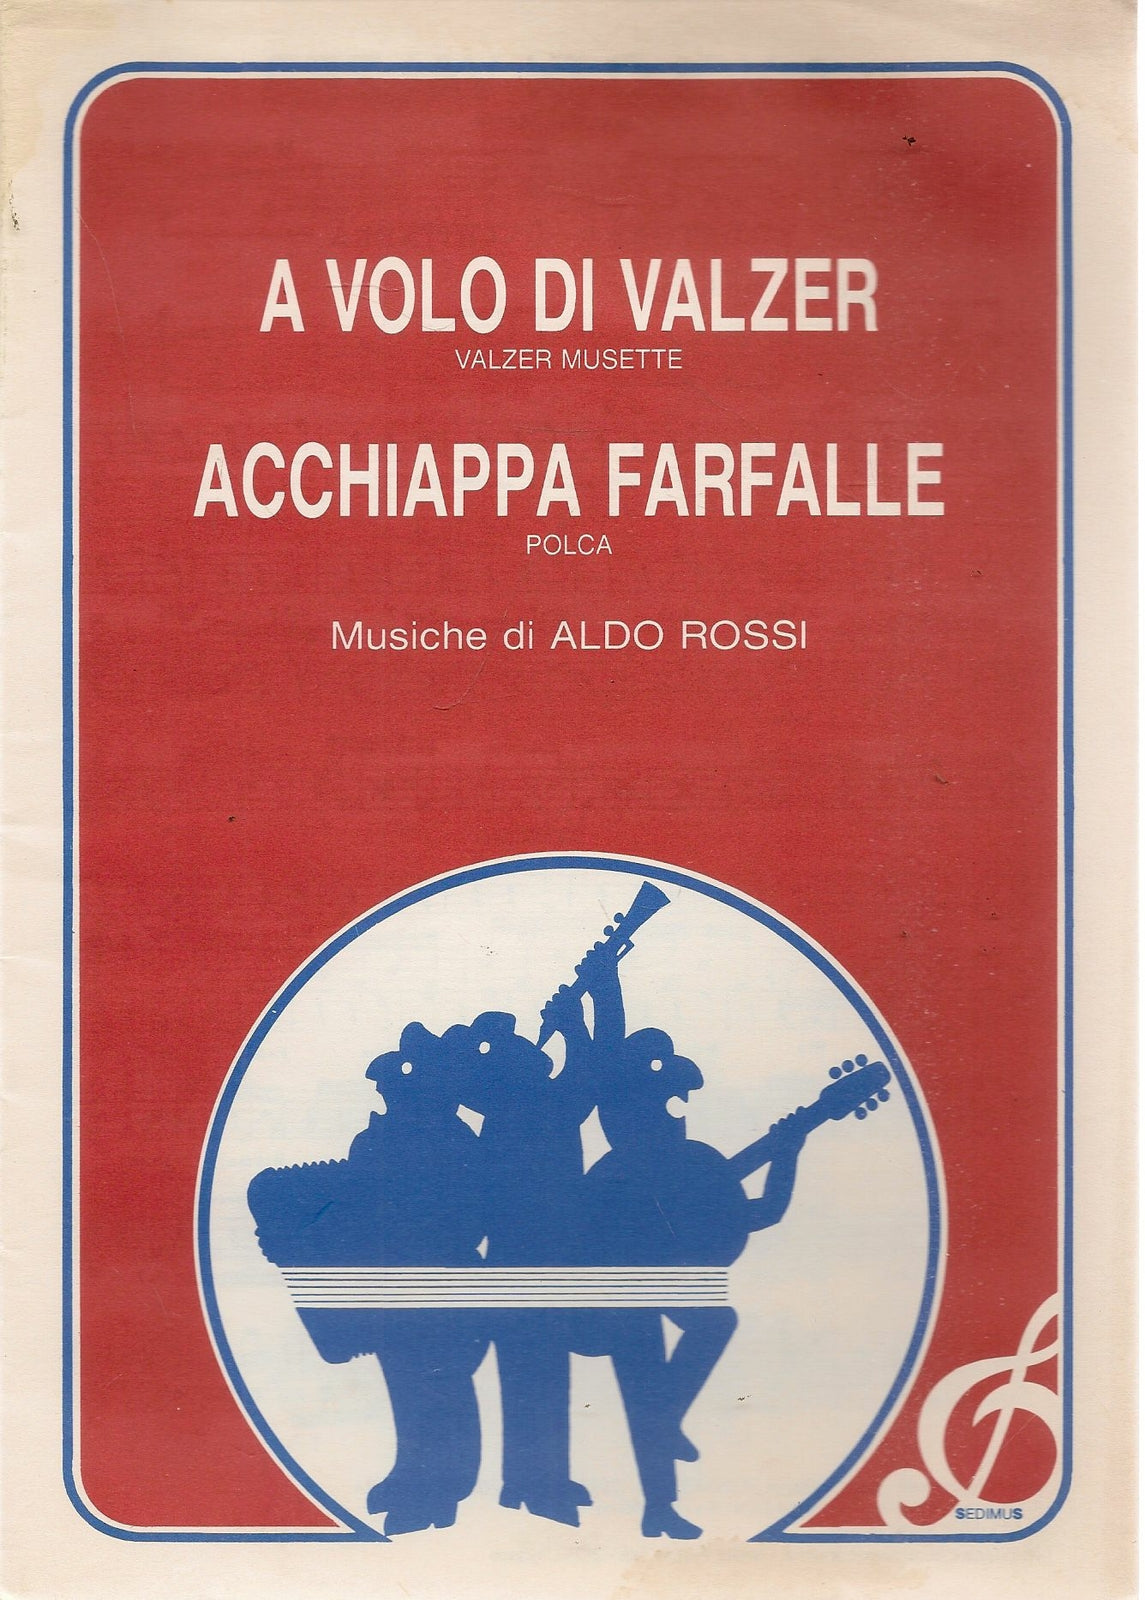 A VOLO DI VALZER
VALZER MUSETTE
ACCHIAPPA FARFALLE
POLCA
Musiche di ALDO ROSSI
SEDIMUS